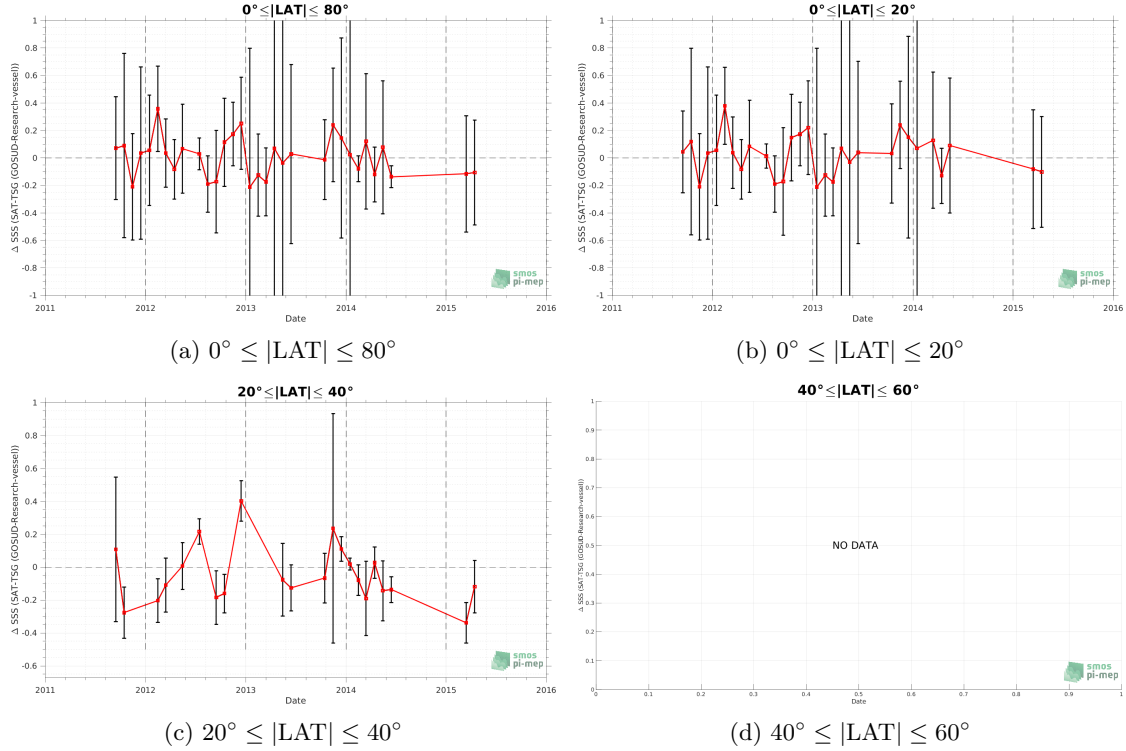 0°≤|LAT|≤ 80°
Δ SSS (SAT-TSG (GOSUD-Research-vessel))
1
0.8
0.6
0.4
0.2
0
-0.2
-0.4
-0.6
-0.8
-1
2011 2012 2013 2014 2015 2016
Date
smos
pi-mep
(a) 0° ≤ |LAT| ≤ 80°
0°≤|LAT|≤ 20°
Δ SSS (SAT-TSG (GOSUD-Research-vessel))
1
0.8
0.6
0.4
0.2
0
-0.2
-0.4
-0.6
-0.8
-1
2011 2012 2013 2014 2015 2016
Date
smos
pi-mep
(b) 0° ≤ |LAT| ≤ 20°
20°≤|LAT|≤ 40°
Δ SSS (SAT-TSG (GOSUD-Research-vessel))
1
0.8
0.6
0.4
0.2
0
-0.2
-0.4
-0.6
2011 2012 2013 2014 2015 2016
Date
smos
pi-mep
(c) 20° ≤ |LAT| ≤ 40°
40°≤|LAT|≤ 60°
Δ SSS (SAT-TSG (GOSUD-Research-vessel))
1
0.9
0.8
0.7
0.6
0.5
0.4
0.3
0.2
0.1
0
NO DATA
0 0.1 0.2 0.3 0.4 0.5 0.6 0.7 0.8 0.9 1
Date
smos
pi-mep
(d) 40° ≤ |LAT| ≤ 60°